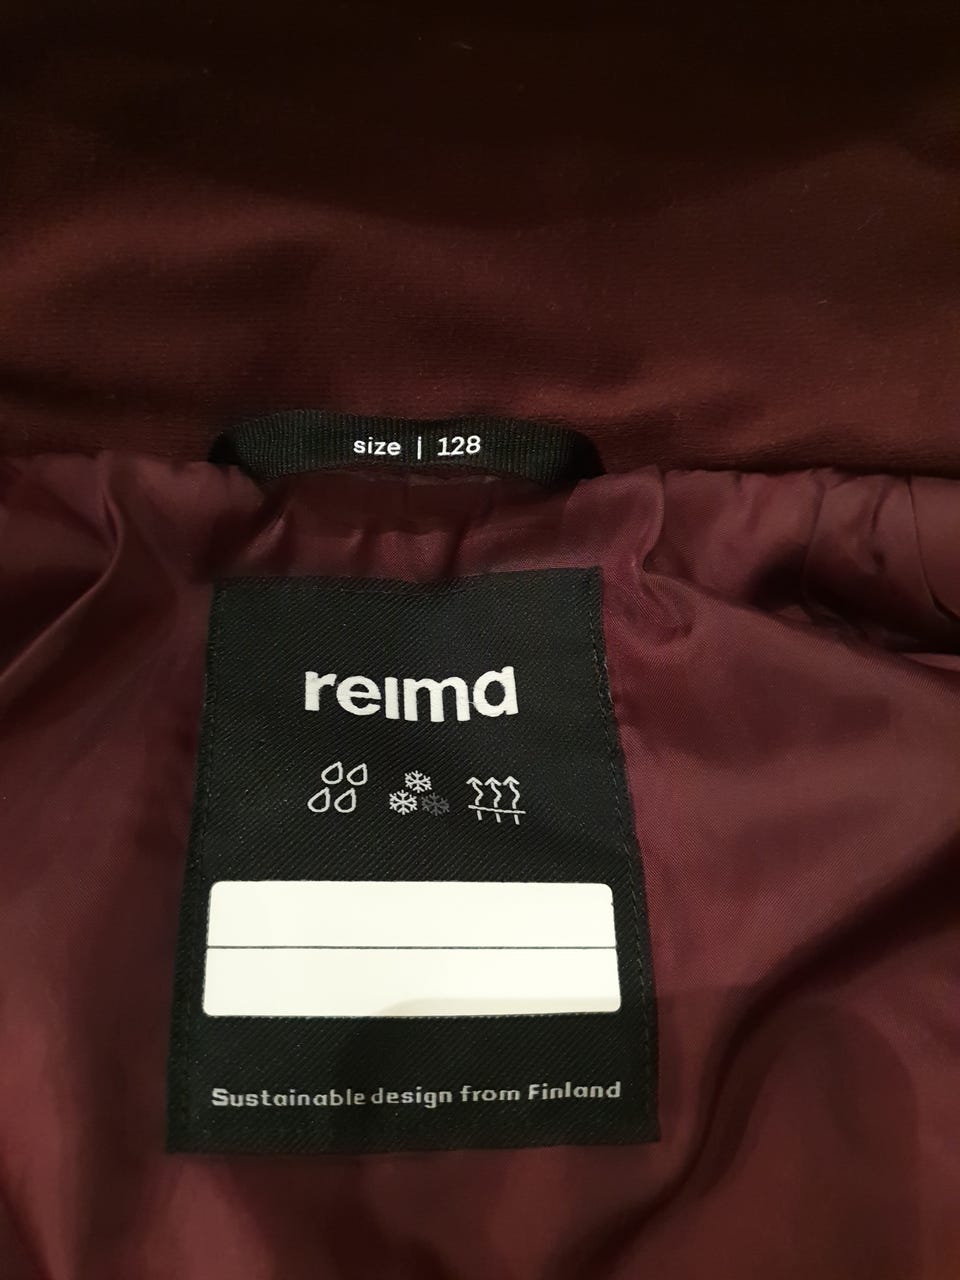 size | 128
reima
Sustainable design from Finland